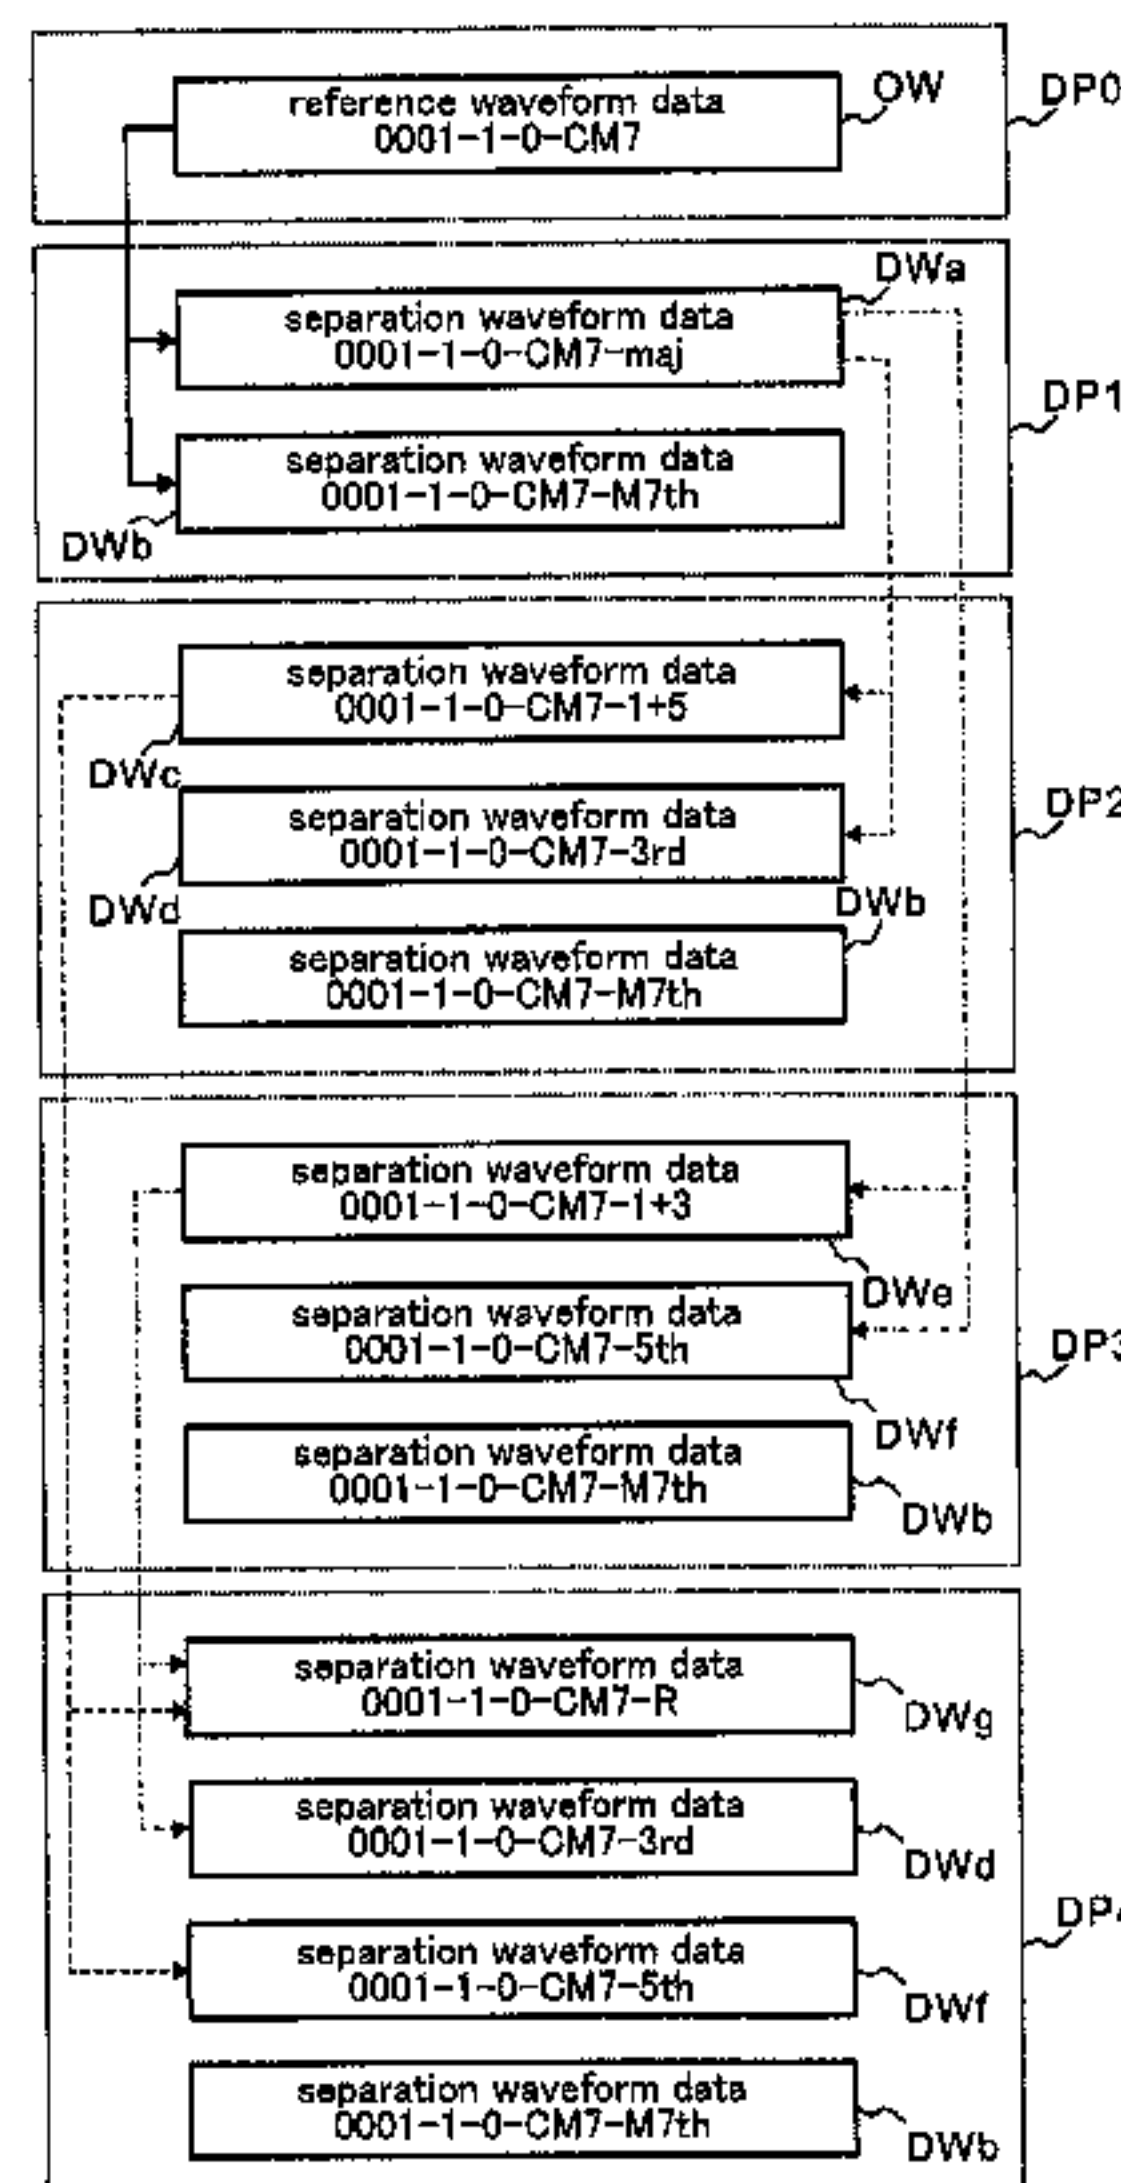 reference waveform data
0001-1-0-CM7
OW
DP0
DWa
separation waveform data
0001-1-0-CM7-maj
DP1
separation waveform data
0001-1-0-CM7-M7th
DWb
separation waveform data
0001-1-0-CM7-1+5
DWc
DP2
separation waveform data
0001-1-0-CM7-3rd
DWd
DWb
separation waveform data
0001-1-0-CM7-M7th
separation waveform data
0001-1-0-CM7-1+3
DWe
separation waveform data
0001-1-0-CM7-5th
DP3
DWf
separation waveform data
0001-1-0-CM7-M7th
DWb
separation waveform data
0001-1-0-CM7-R
DWg
separation waveform data
0001-1-0-CM7-3rd
DWd
DP4
separation waveform data
0001-1-0-CM7-5th
DWf
separation waveform data
0001-1-0-CM7-M7th
DWb